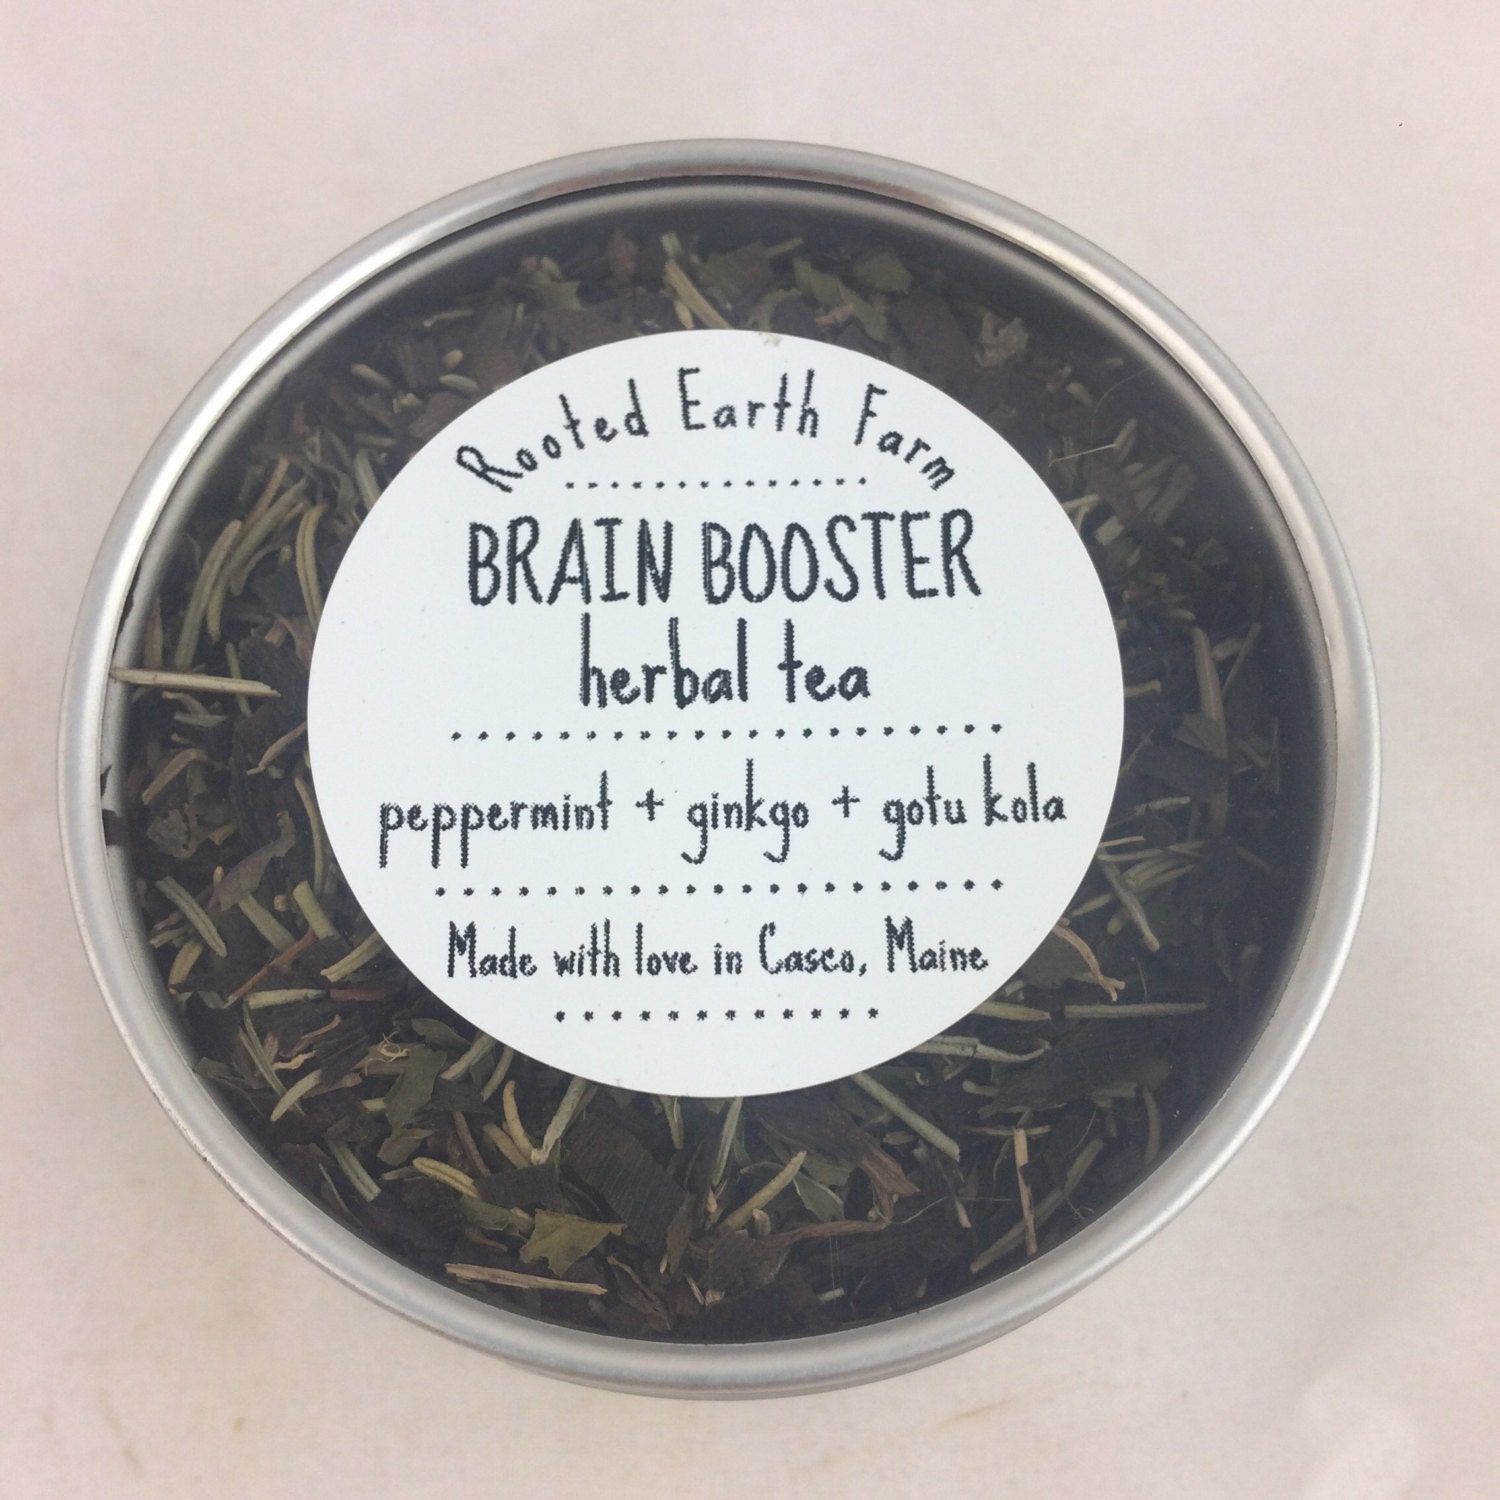 Rooted Earth Farm
BRAIN BOOSTER
herbal tea
peppermint + ginkgo + gotu kola
Made with love in Casco, Maine